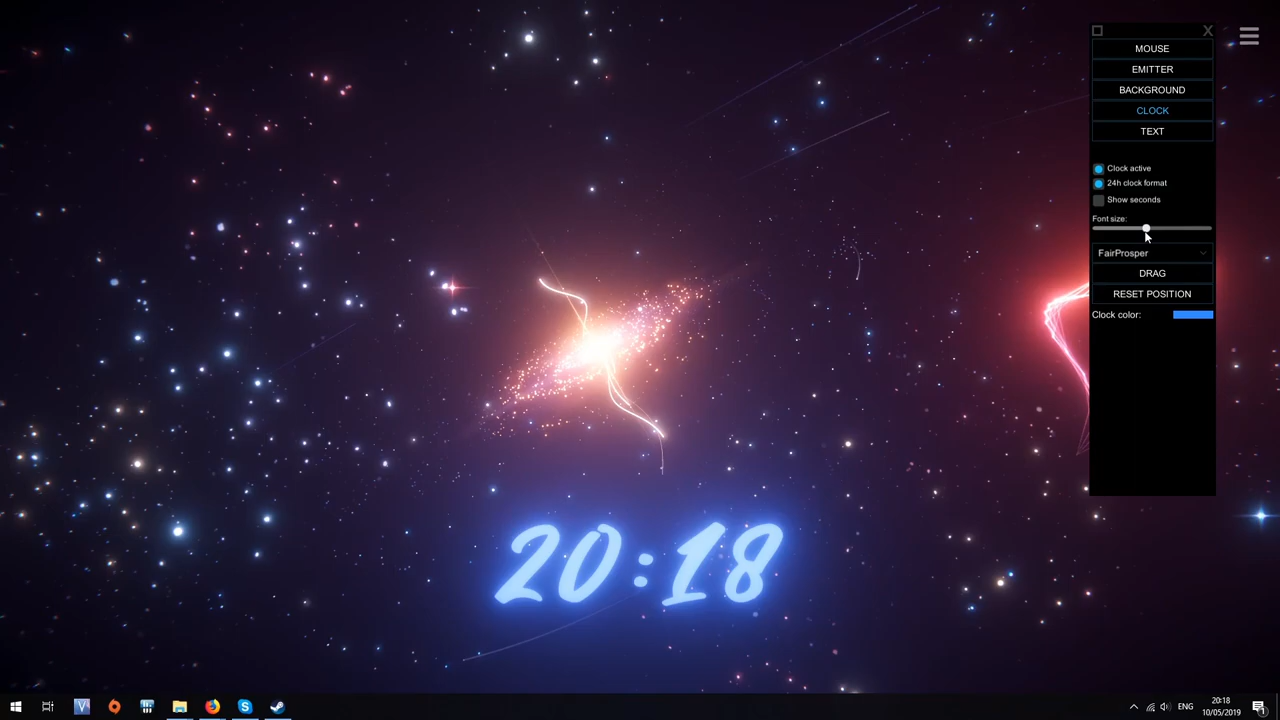 X
MOUSE
EMITTER
BACKGROUND
CLOCK
TEXT
Clock active
24h clock format
Show seconds
Font size:
FairProsper
DRAG
RESET POSITION
Clock color:
20:18
ENG
20:18
10/05/2019